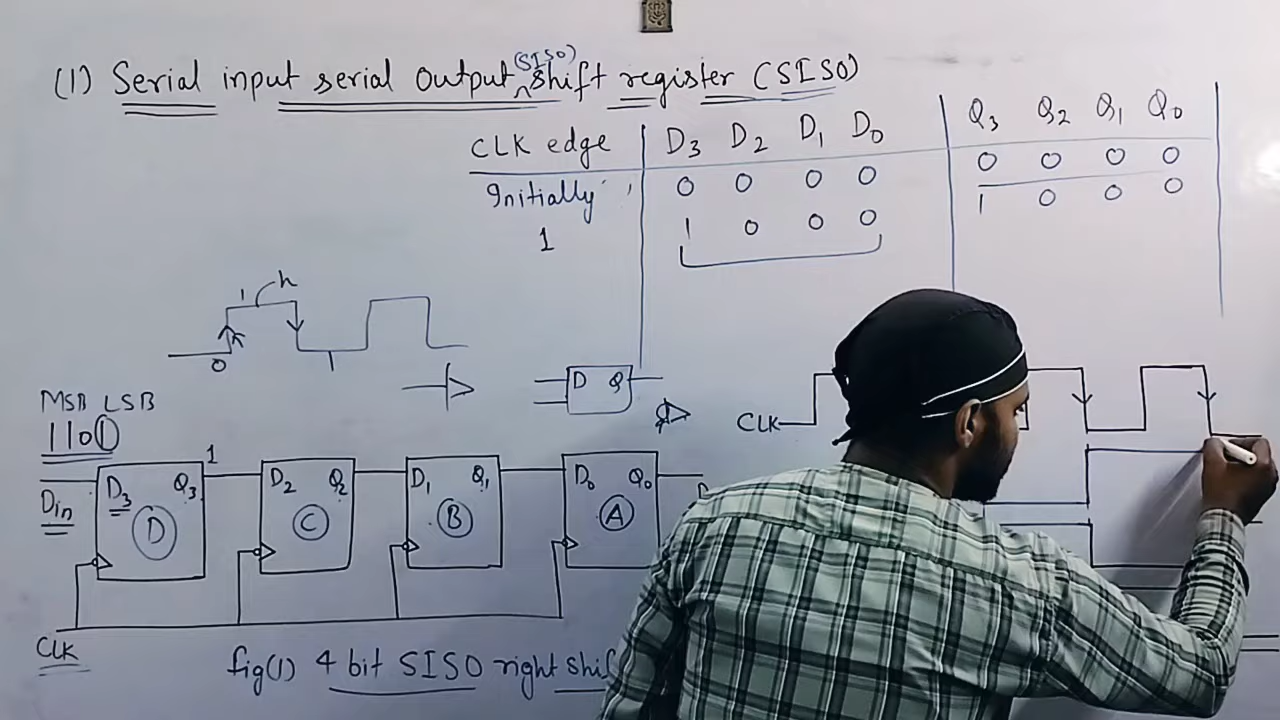 (1) Serial input serial output (SISO) shift register (SISO)
CLK edge D3 D2 D1 D0 Q3 Q2 Q1 Q0
0 0 0 0
Initially 0 0 0 0
1 0 0 0
1 1 0 0 0
1 h
0 1
D Q
MSB LSB
1101
CLK
1
Din D3 Q3 D2 Q2 D1 Q1 D0 Q0
D C B A
CLK
fig(1) 4 bit SISO right